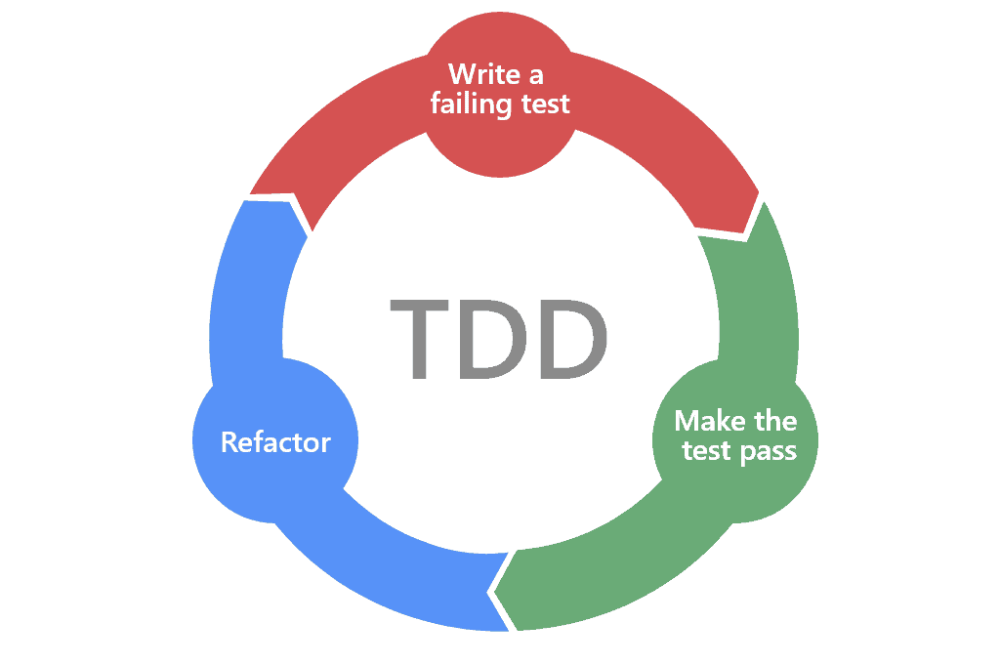 Write a
failing test
TDD
Make the
test pass
Refactor